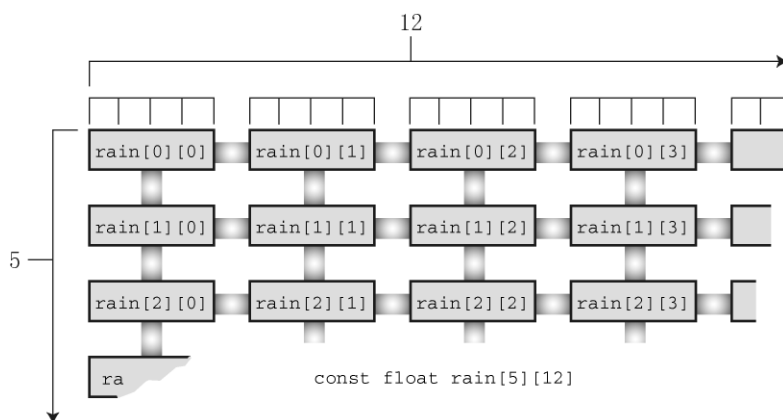 12
rain[0][0] rain[0][1] rain[0][2] rain[0][3]
5
rain[1][0] rain[1][1] rain[1][2] rain[1][3]
rain[2][0] rain[2][1] rain[2][2] rain[2][3]
ra
const float rain[5][12]